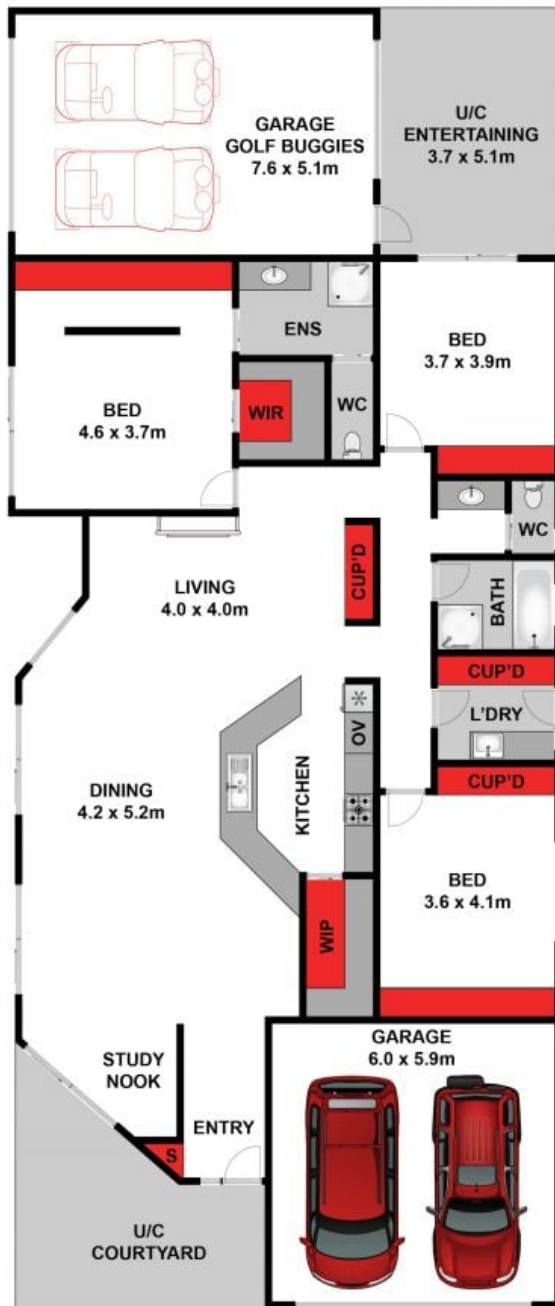 GARAGE
GOLF BUGGIES
7.6 x 5.1m
U/C
ENTERTAINING
3.7 x 5.1m
ENS
BED
3.7 x 3.9m
BED
4.6 x 3.7m
WIR
WC
WC
CUP'D
LIVING
4.0 x 4.0m
BATH
CUP'D
L'DRY
OV
KITCHEN
DINING
4.2 x 5.2m
CUP'D
BED
3.6 x 4.1m
WIP
GARAGE
6.0 x 5.9m
STUDY
NOOK
ENTRY
S
U/C
COURTYARD